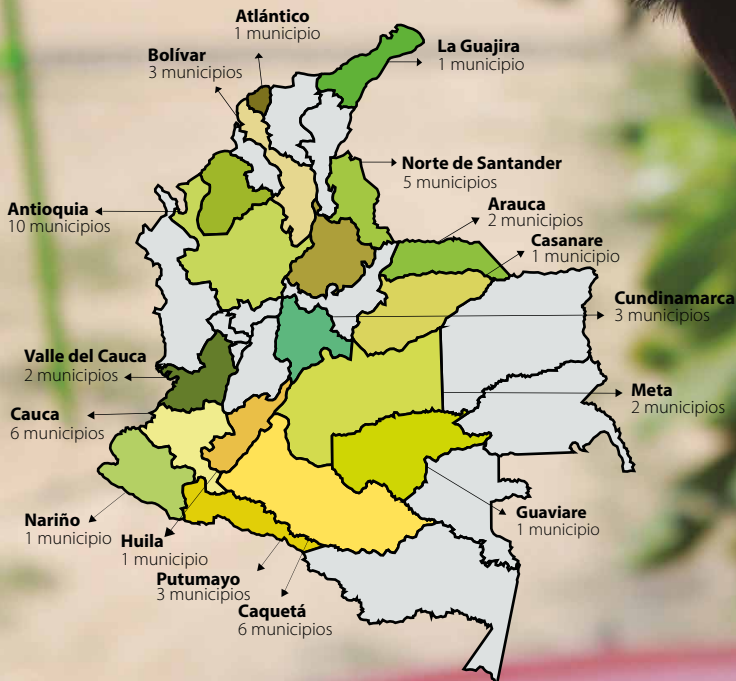 Atlántico
1 municipio
Bolívar
3 municipios
La Guajira
1 municipio
Norte de Santander
5 municipios
Antioquia
10 municipios
Arauca
2 municipios
Casanare
1 municipio
Cundinamarca
3 municipios
Valle del Cauca
2 municipios
Meta
2 municipios
Cauca
6 municipios
Guaviare
1 municipio
Nariño
1 municipio
Huila
1 municipio
Putumayo
3 municipios
Caquetá
6 municipios